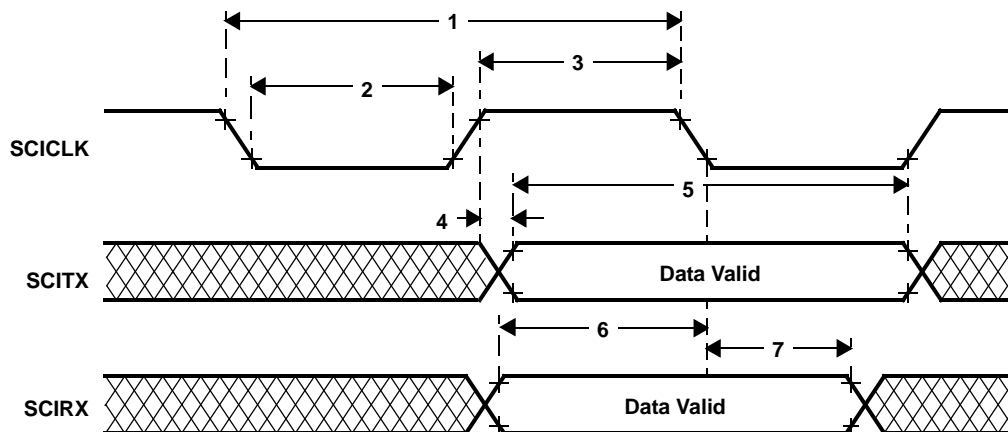 1
3
2
SCICLK
5
4
SCITX
Data Valid
6
7
SCIRX
Data Valid